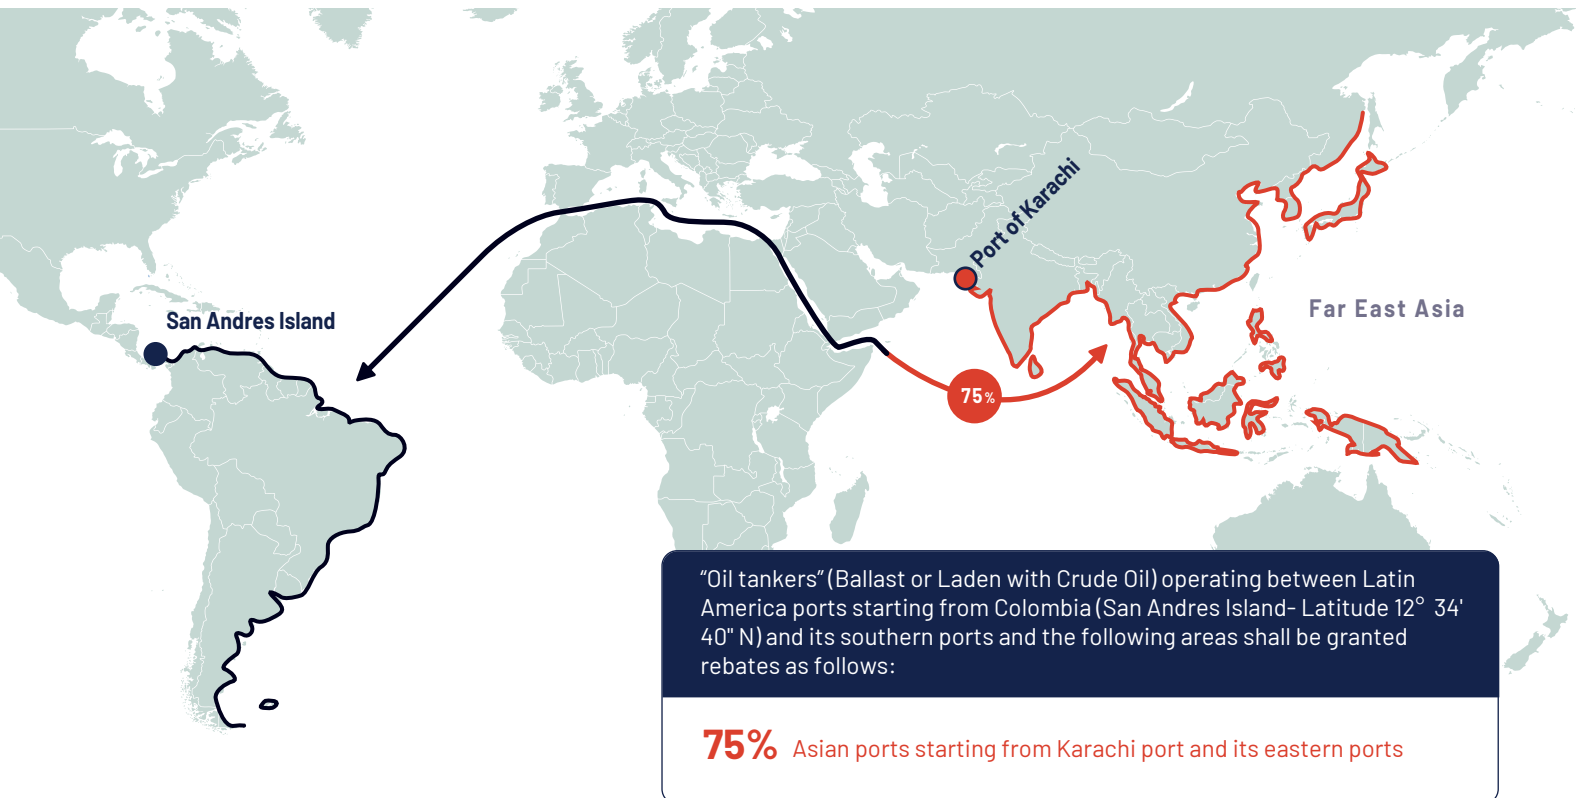 Port of Karachi
Far East Asia
San Andres Island
75%
“Oil tankers” (Ballast or Laden with Crude Oil) operating between Latin
America ports starting from Colombia (San Andres Island- Latitude 12° 34'
40" N) and its southern ports and the following areas shall be granted
rebates as follows:
75% Asian ports starting from Karachi port and its eastern ports